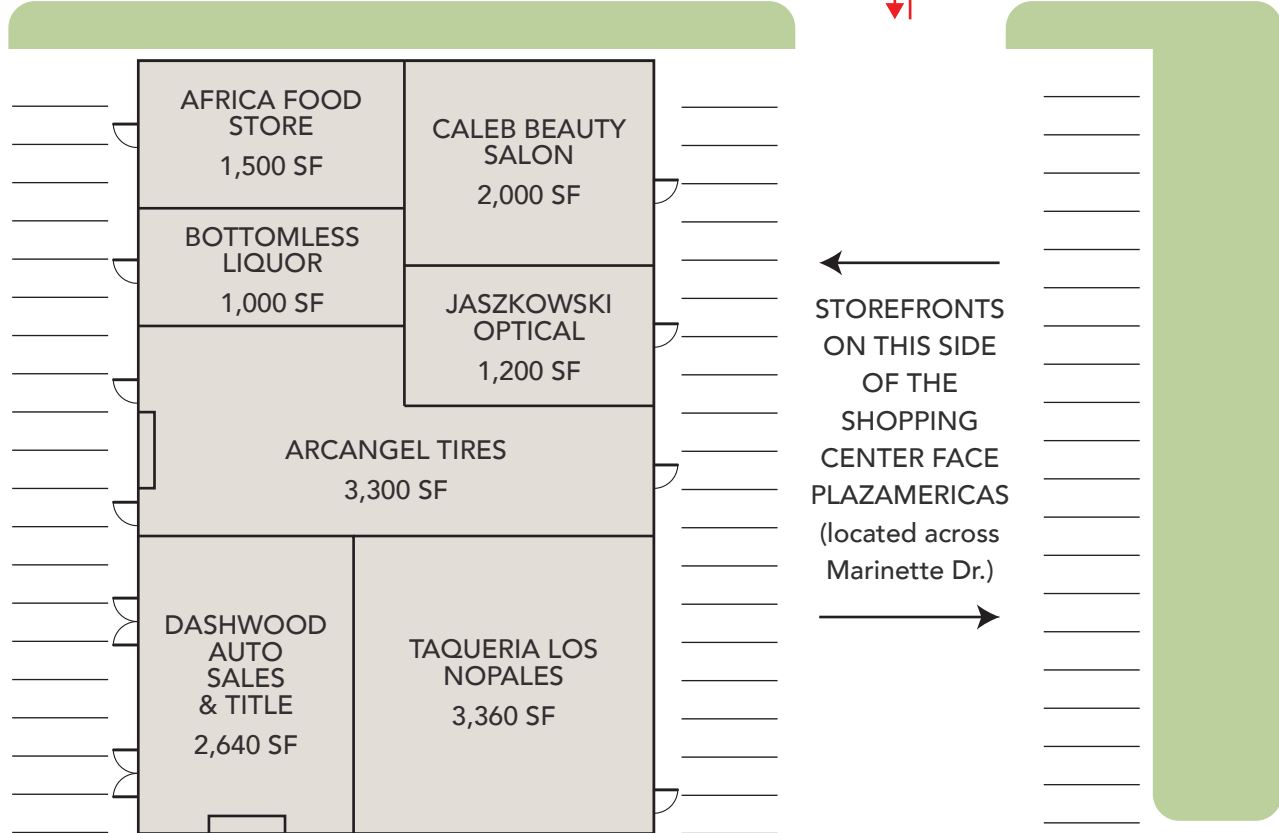 AFRICA FOOD
STORE
1,500 SF
CALEB BEAUTY
SALON
2,000 SF
BOTTOMLESS
LIQUOR
1,000 SF
JASZKOWSKI
OPTICAL
1,200 SF
ARCANGEL TIRES
3,300 SF
DASHWOOD
AUTO
SALES
& TITLE
2,640 SF
TAQUERIA LOS
NOPALES
3,360 SF
STOREFRONTS
ON THIS SIDE
OF THE
SHOPPING
CENTER FACE
PLAZAMERICAS
(located across
Marinette Dr.)